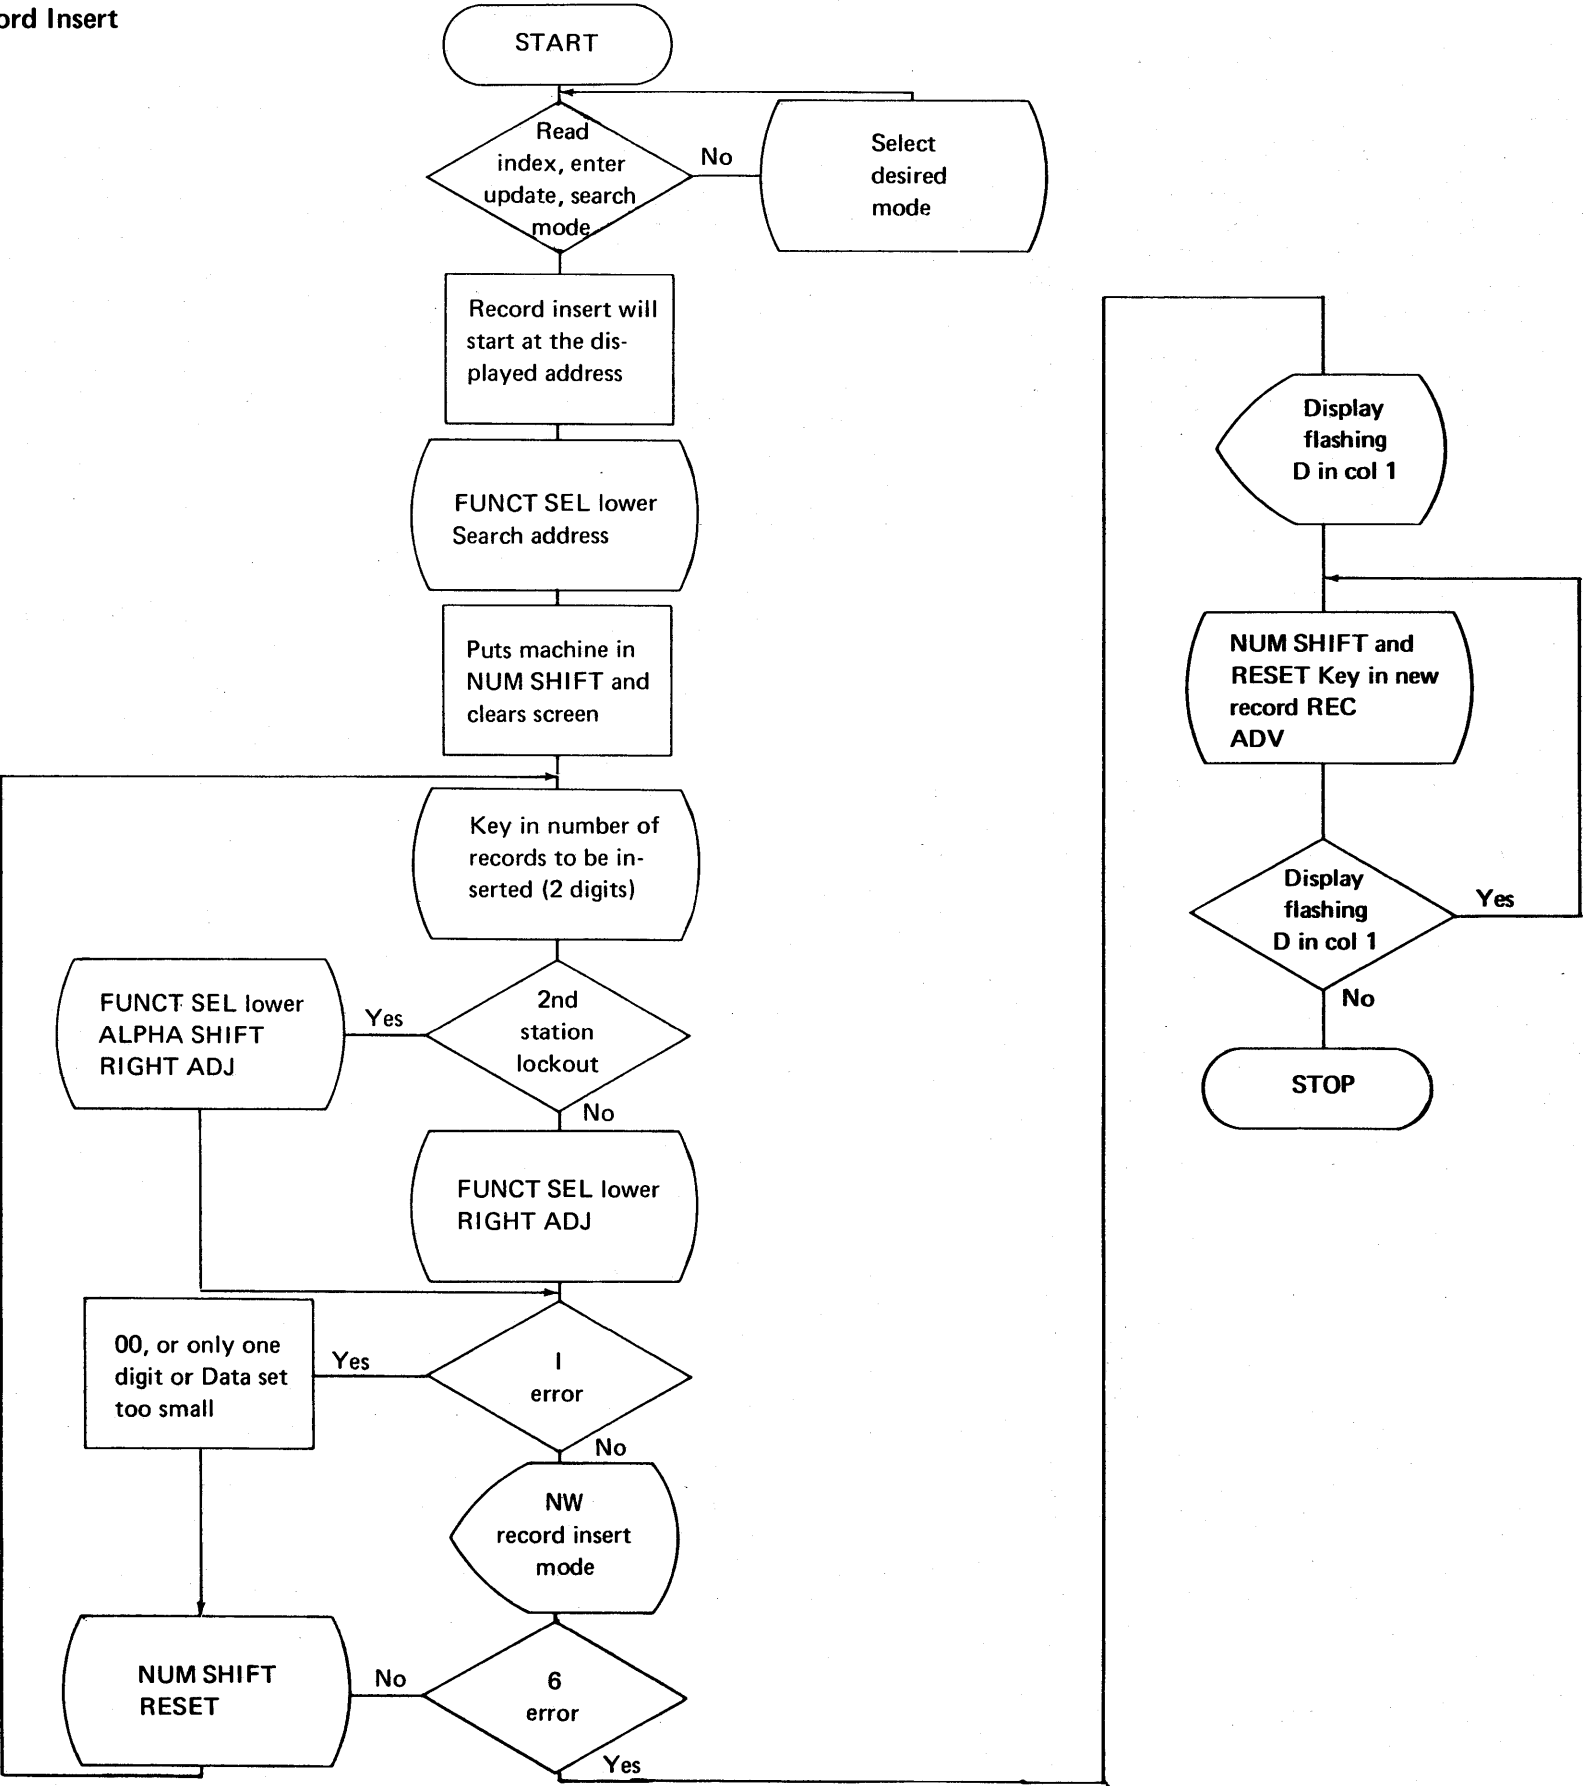 ord Insert
START
Read
index, enter
update, search
mode
No
Select
desired
mode
Record insert will
start at the dis-
played address
FUNCT SEL lower
Search address
Puts machine in
NUM SHIFT and
clears screen
Key in number of
records to be in-
serted (2 digits)
2nd
station
lockout
Yes
FUNCT SEL lower
ALPHA SHIFT
RIGHT ADJ
No
FUNCT SEL lower
RIGHT ADJ
I
error
Yes
00, or only one
digit or Data set
too small
No
NW
record insert
mode
6
error
No
NUM SHIFT
RESET
Yes
Display
flashing
D in col 1
NUM SHIFT and
RESET Key in new
record REC
ADV
Display
flashing
D in col 1
Yes
No
STOP